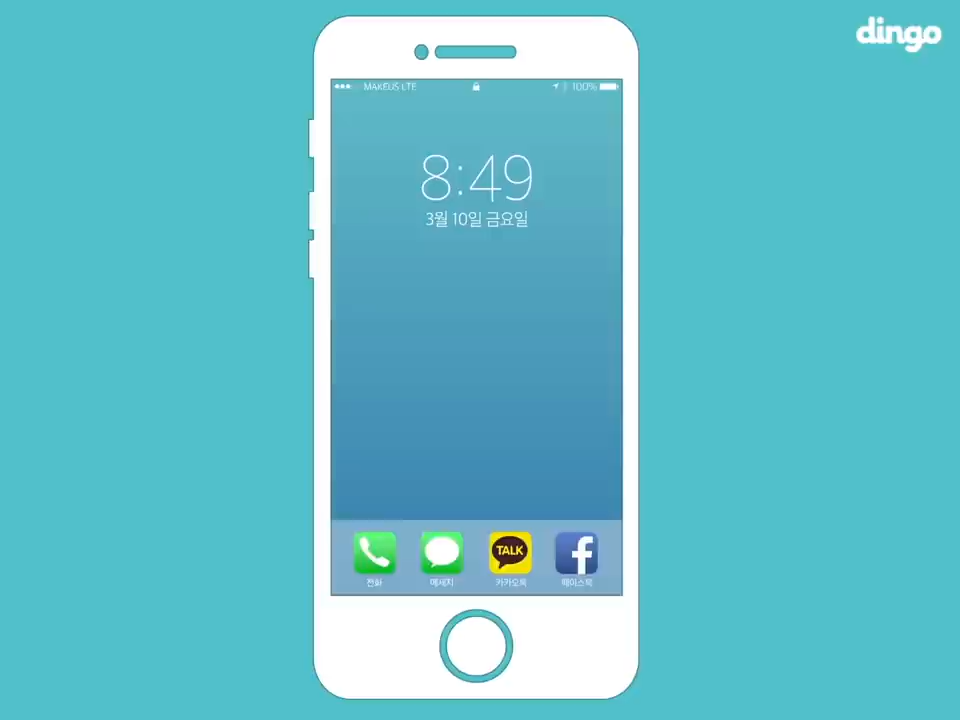 dingo
MAKEUS LTE 100%
8:49
3월 10일 금요일
TALK
전화 메세지 카카오톡 페이스북